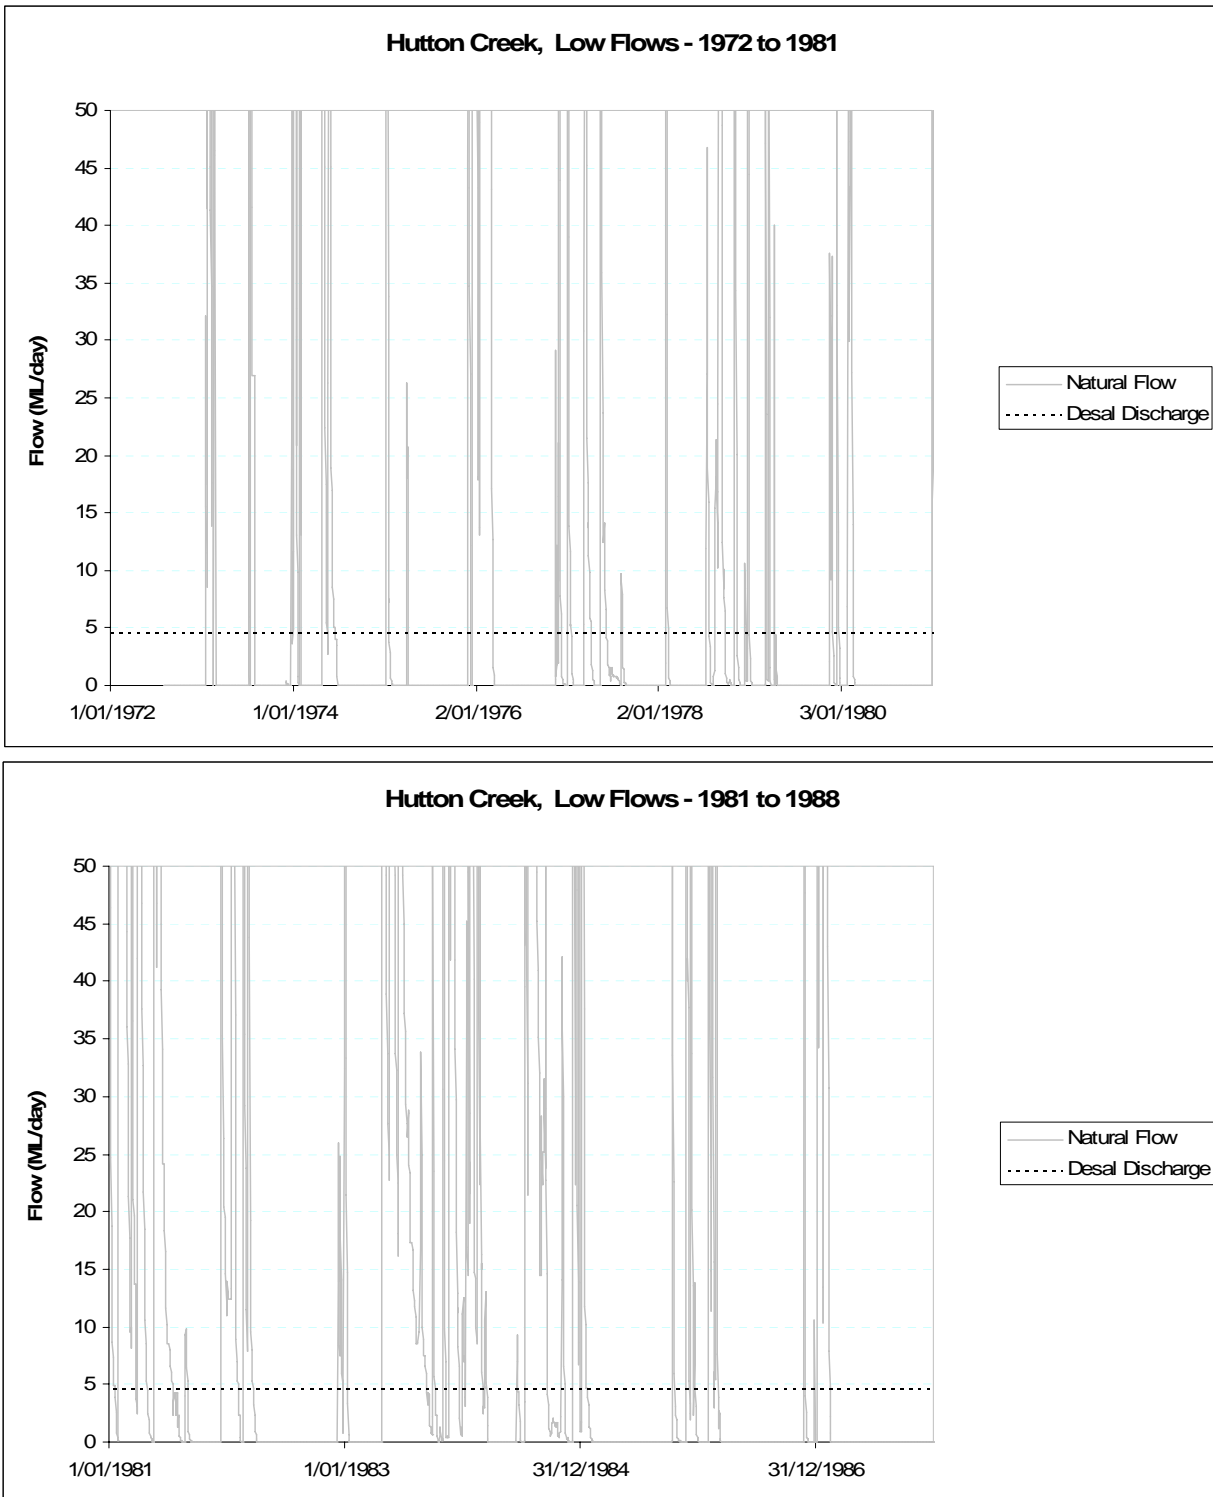 Hutton Creek, Low Flows - 1972 to 1981
50
45
40
35
30
25
20
15
10
5
0
Flow (ML/day)
1/01/1972 1/01/1974 2/01/1976 2/01/1978 3/01/1980
Natural Flow
Desal Discharge
Hutton Creek, Low Flows - 1981 to 1988
50
45
40
35
30
25
20
15
10
5
0
Flow (ML/day)
1/01/1981 1/01/1983 31/12/1984 31/12/1986
Natural Flow
Desal Discharge